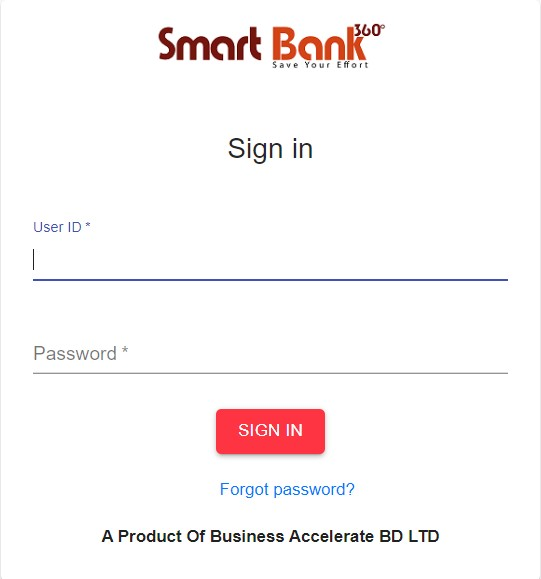 Smart Bank 360°
Save Your Effort
Sign in
User ID *
Password *
SIGN IN
Forgot password?
A Product Of Business Accelerate BD LTD